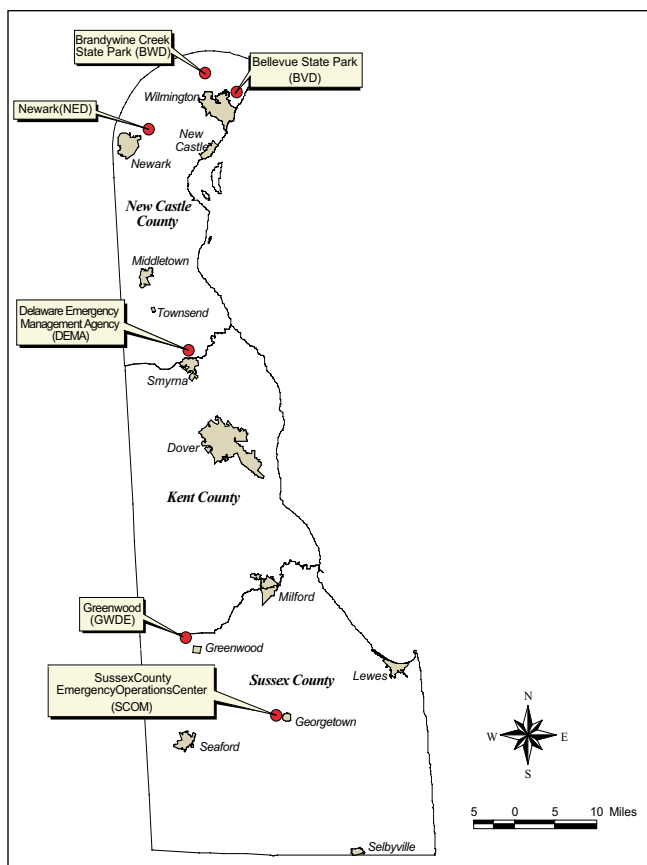 Brandywine Creek
State Park (BWD)
Bellevue State Park
(BVD)
Wilmington
Newark(NED)
New
Castle
Newark
New Castle
County
Middletown
Townsend
Delaware Emergency
Management Agency
(DEMA)
Smyrna
Dover
Kent County
Milford
Greenwood
(GWDE)
Greenwood
Lewes
SussexCounty
EmergencyOperationsCenter
(SCOM)
Sussex County
Georgetown
Seaford
N
W
E
S
5 0 5 10 Miles
Selbyville